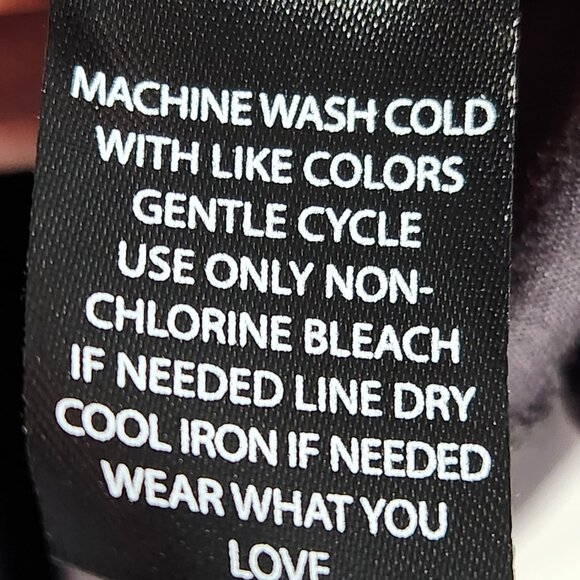 MACHINE WASH COLD
WITH LIKE COLORS
GENTLE CYCLE
USE ONLY NON-
CHLORINE BLEACH
IF NEEDED LINE DRY
COOL IRON IF NEEDED
WEAR WHAT YOU
LOVE